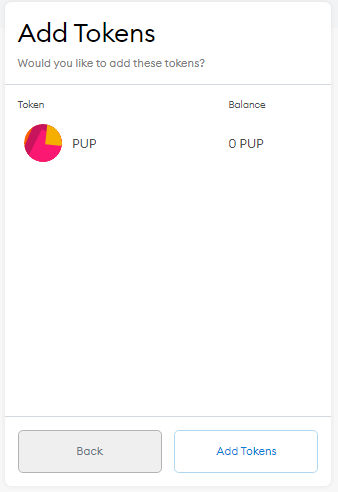 Add Tokens
Would you like to add these tokens?
Token Balance
PUP 0 PUP
Back Add Tokens